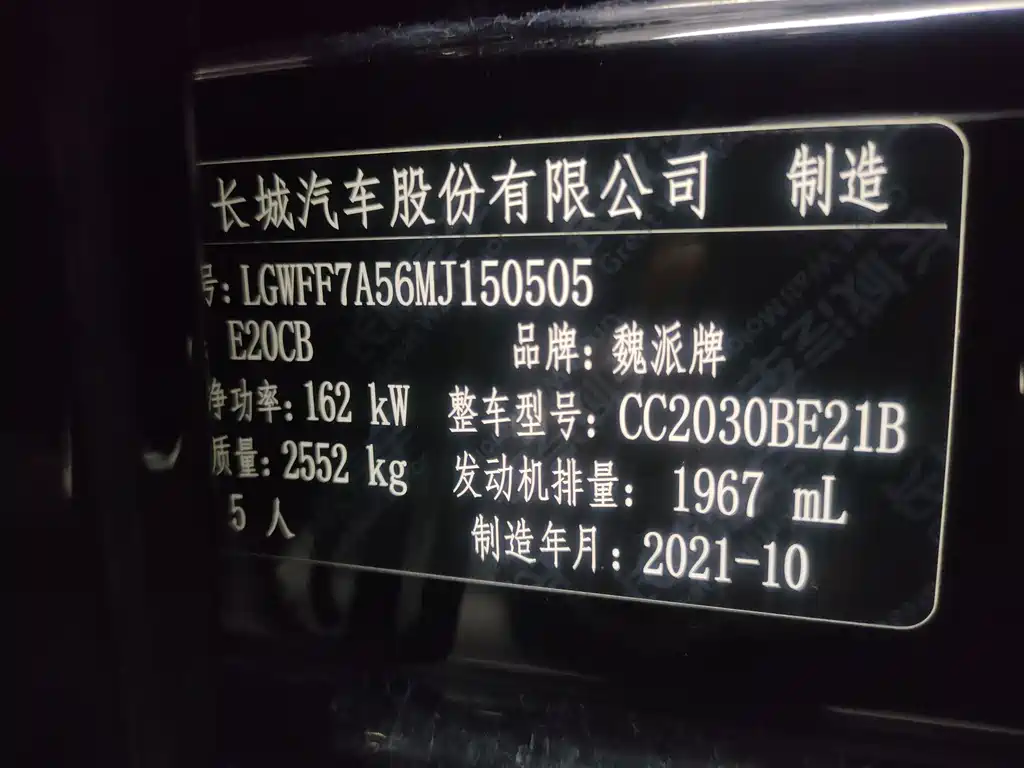 长城汽车股份有限公司 制造
号: LGWFF7A56MJ150505
E20CB 品牌: 魏派牌
净功率: 162 kW 整车型号: CC2030BE21B
质量: 2552 kg 发动机排量: 1967 mL
5 人 制造年月: 2021-10